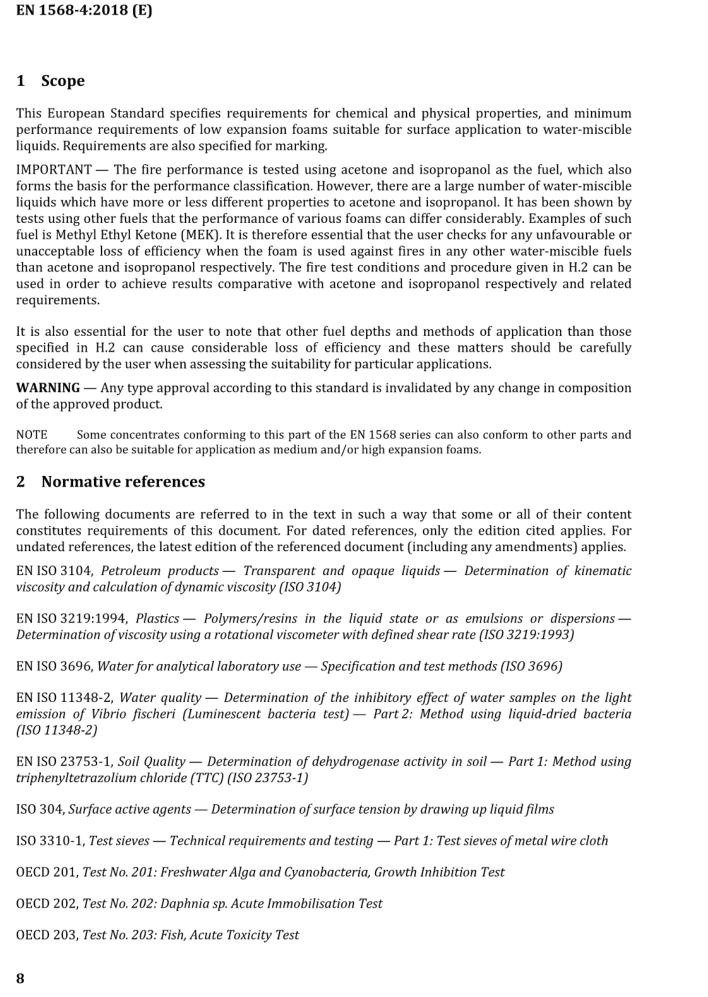 EN 1568-4:2018 (E)
1 Scope
This European Standard specifies requirements for chemical and physical properties, and minimum
performance requirements of low expansion foams suitable for surface application to water-miscible
liquids. Requirements are also specified for marking.
IMPORTANT — The fire performance is tested using acetone and isopropanol as the fuel, which also
forms the basis for the performance classification. However, there are a large number of water-miscible
liquids which have more or less different properties to acetone and isopropanol. It has been shown by
tests using other fuels that the performance of various foams can differ considerably. Examples of such
fuel is Methyl Ethyl Ketone (MEK). It is therefore essential that the user checks for any unfavourable or
unacceptable loss of efficiency when the foam is used against fires in any other water-miscible fuels
than acetone and isopropanol respectively. The fire test conditions and procedure given in H.2 can be
used in order to achieve results comparative with acetone and isopropanol respectively and related
requirements.
It is also essential for the user to note that other fuel depths and methods of application than those
specified in H.2 can cause considerable loss of efficiency and these matters should be carefully
considered by the user when assessing the suitability for particular applications.
WARNING — Any type approval according to this standard is invalidated by any change in composition
of the approved product.
NOTE Some concentrates conforming to this part of the EN 1568 series can also conform to other parts and
therefore can also be suitable for application as medium and/or high expansion foams.
2 Normative references
The following documents are referred to in the text in such a way that some or all of their content
constitutes requirements of this document. For dated references, only the edition cited applies. For
undated references, the latest edition of the referenced document (including any amendments) applies.
EN ISO 3104, Petroleum products — Transparent and opaque liquids — Determination of kinematic
viscosity and calculation of dynamic viscosity (ISO 3104)
EN ISO 3219:1994, Plastics — Polymers/resins in the liquid state or as emulsions or dispersions —
Determination of viscosity using a rotational viscometer with defined shear rate (ISO 3219:1993)
EN ISO 3696, Water for analytical laboratory use — Specification and test methods (ISO 3696)
EN ISO 11348-2, Water quality — Determination of the inhibitory effect of water samples on the light
emission of Vibrio fischeri (Luminescent bacteria test) — Part 2: Method using liquid-dried bacteria
(ISO 11348-2)
EN ISO 23753-1, Soil Quality — Determination of dehydrogenase activity in soil — Part 1: Method using
triphenyltetrazolium chloride (TTC) (ISO 23753-1)
ISO 304, Surface active agents — Determination of surface tension by drawing up liquid films
ISO 3310-1, Test sieves — Technical requirements and testing — Part 1: Test sieves of metal wire cloth
OECD 201, Test No. 201: Freshwater Alga and Cyanobacteria, Growth Inhibition Test
OECD 202, Test No. 202: Daphnia sp. Acute Immobilisation Test
OECD 203, Test No. 203: Fish, Acute Toxicity Test
8